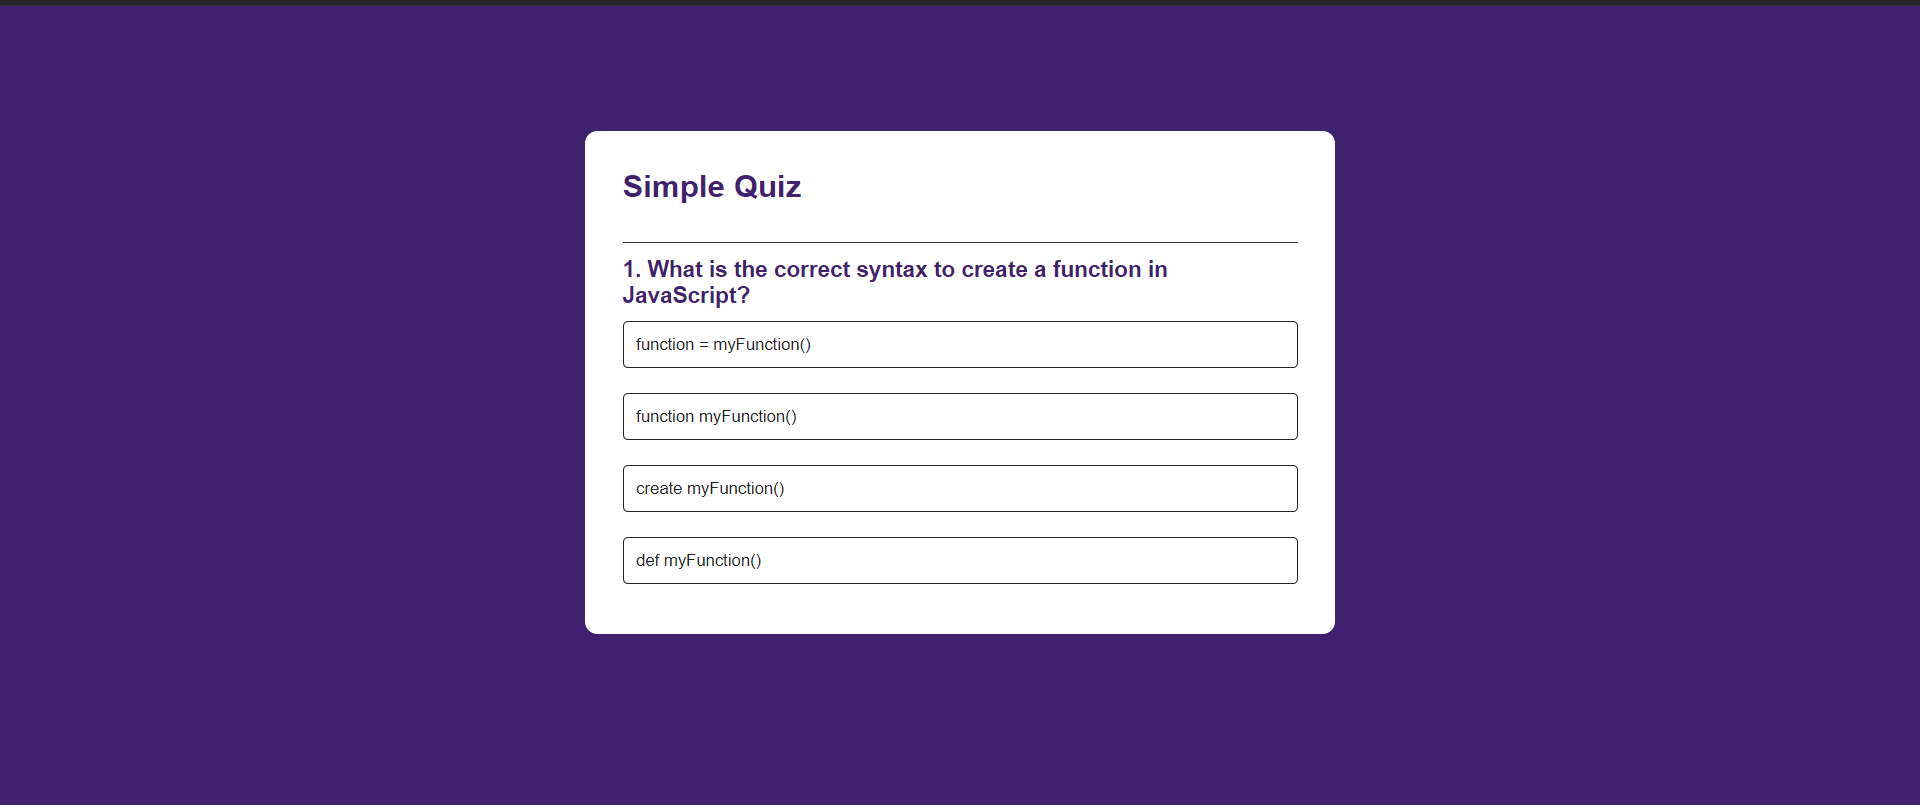 Simple Quiz
1. What is the correct syntax to create a function in
JavaScript?
function = myFunction()
function myFunction()
create myFunction()
def myFunction()